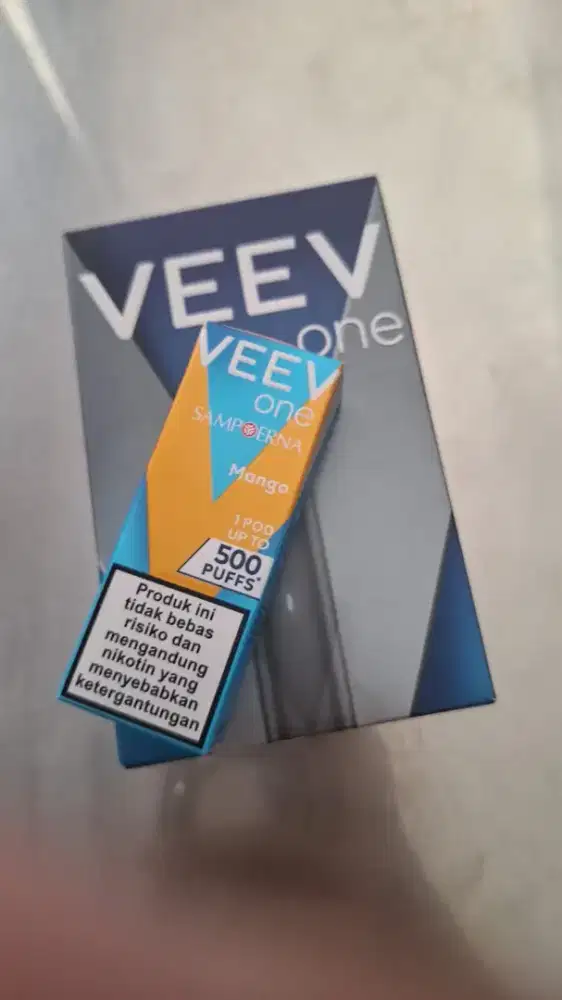 VEEV
one
VEEV
one
SAMPOERNA
Mango
1 POD
UP TO
500
PUFFS*
Produk ini
tidak bebas
risiko dan
mengandung
nikotin yang
menyebabkan
ketergantungan